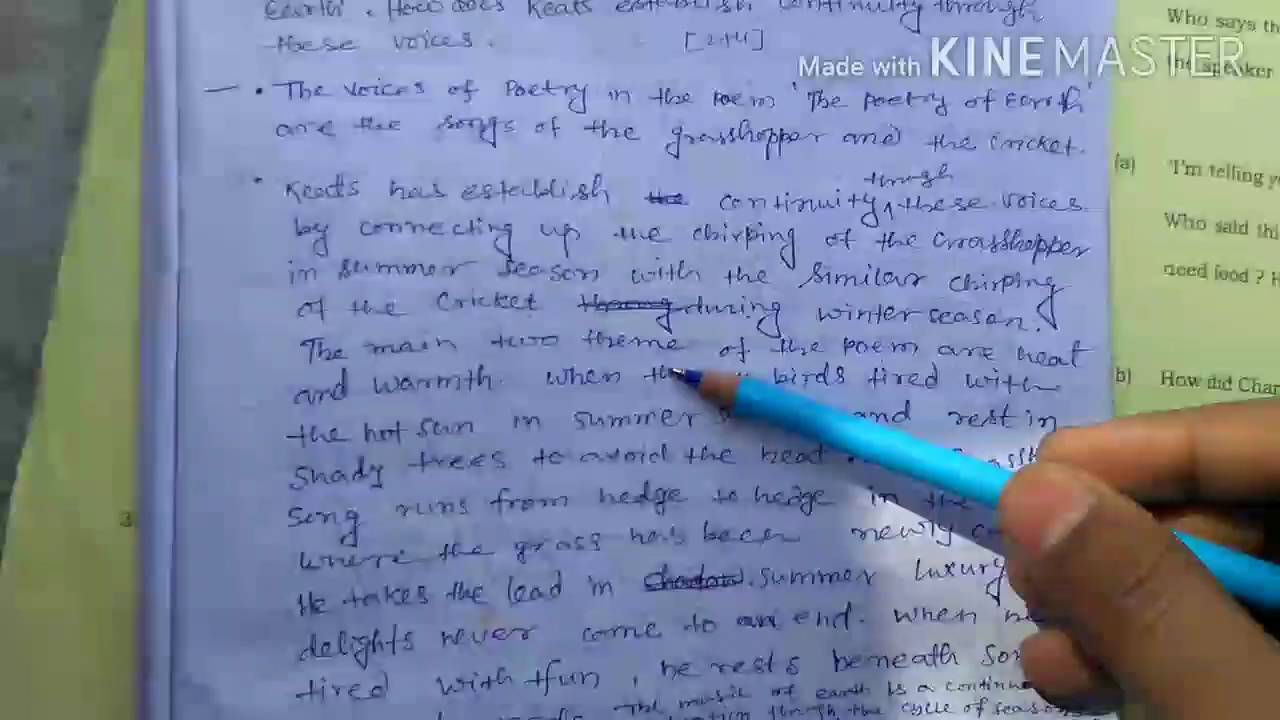 Earth. How does Keats establish continuity through
these voices. [2+4]
Made with KINEMASTER
The voices of Poetry in the Poem 'The Poetry of Earth'
are the songs of the grasshopper and the cricket.
Keats has establish continuity through these voices
by connecting up the chirping of the Grasshopper
in summer season with the similar chirping
of the Cricket during winter season.
The main two theme of the poem are heat
and warmth. When birds tired with
the hot sun in summer and rest in
shady trees to avoid the heat
song runs from hedge to hedge in the
where the grass has been newly
He takes the lead in summer luxury
delights never come to an end. When
tired with fun, he rests beneath
The music of earth is a
the cycle of seasons
Who says
the speaker
(a) 'I'm telling
Who said
need food ?
b) How did
3